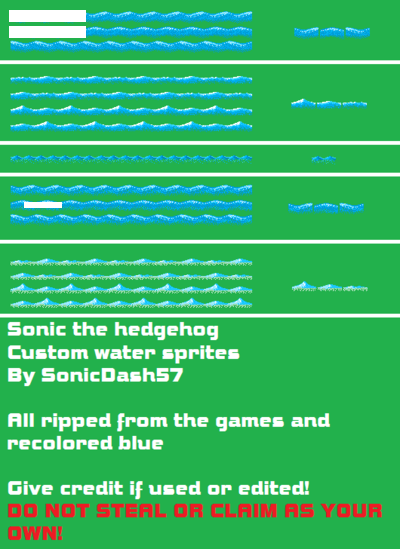 Sonic the hedgehog
Custom water sprites
By SonicDash57
All ripped from the games and
recolored blue
Give credit if used or edited!
DO NOT STEAL OR CLAIM AS YOUR
OWN!